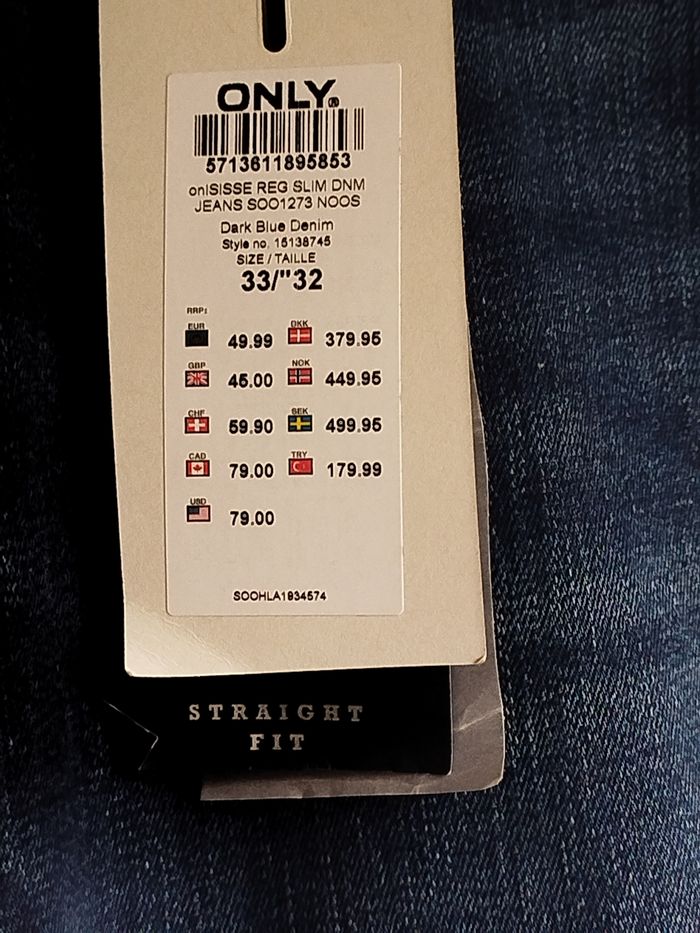 ONLY®
5713611895853
onlSISSE REG SLIM DNM
JEANS SOO1273 NOOS
Dark Blue Denim
Style no. 15138745
SIZE / TAILLE
33/"32
RRP:
EUR 49.99 DKK 379.95
GBP 45.00 NOK 449.95
CHF 59.90 SEK 499.95
CAD 79.00 TRY 179.99
USD 79.00
SOOHLA1934574
STRAIGHT
FIT